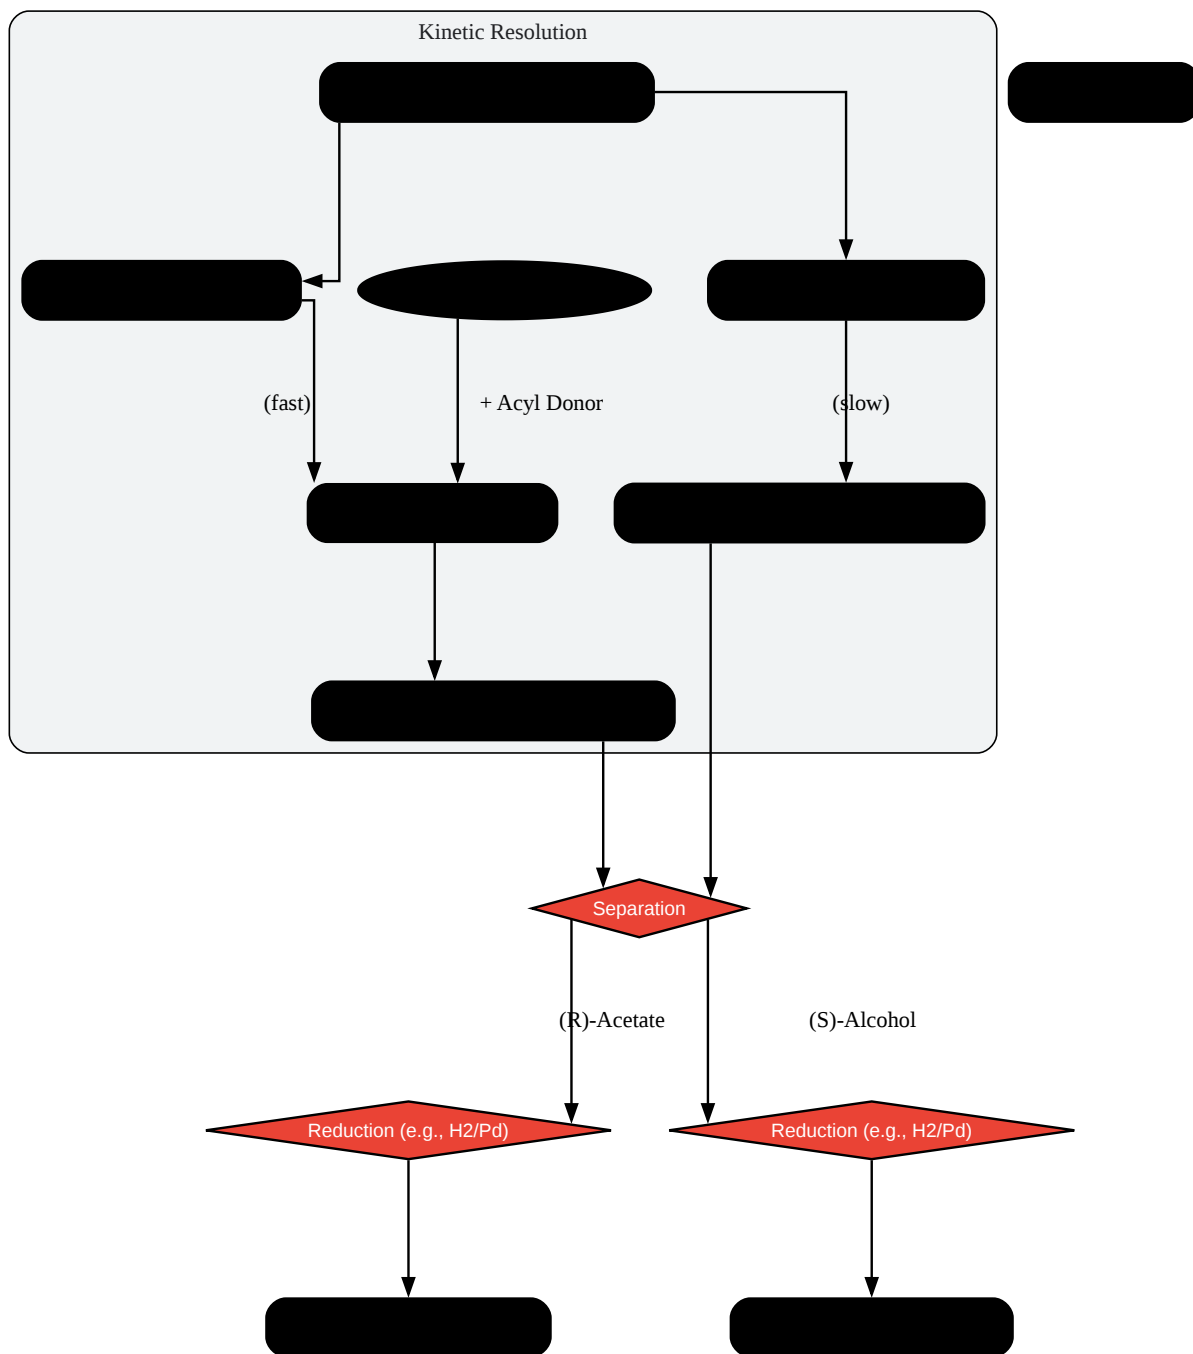 Kinetic Resolution
(fast)
+ Acyl Donor
(slow)
Separation
(R)-Acetate
(S)-Alcohol
Reduction (e.g., H2/Pd)
Reduction (e.g., H2/Pd)